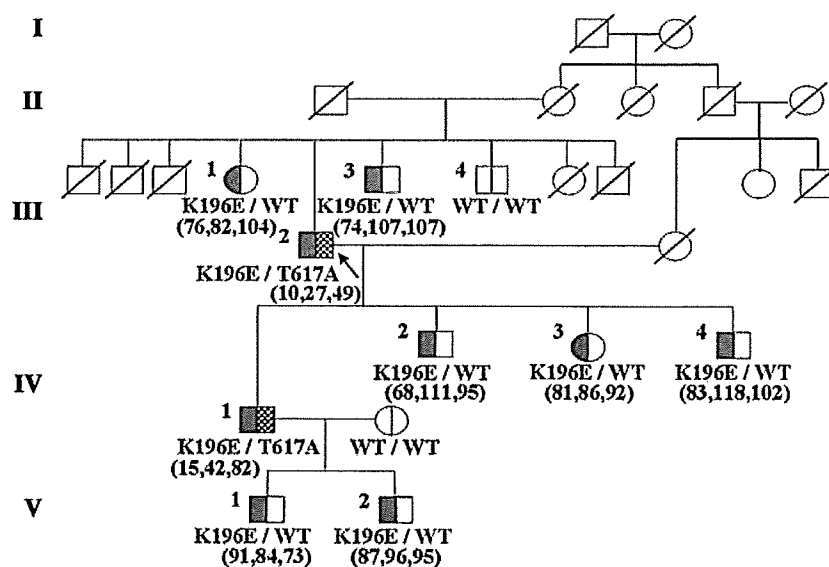 I
II
III
1
3
4
K196E / WT
K196E / WT
WT / WT
(76,82,104)
(74,107,107)
2
K196E / T617A
(10,27,49)
IV
2
3
4
K196E / WT
K196E / WT
K196E / WT
(68,111,95)
(81,86,92)
(83,118,102)
1
K196E / T617A
WT / WT
(15,42,82)
V
1
2
K196E / WT
K196E / WT
(91,84,73)
(87,96,95)